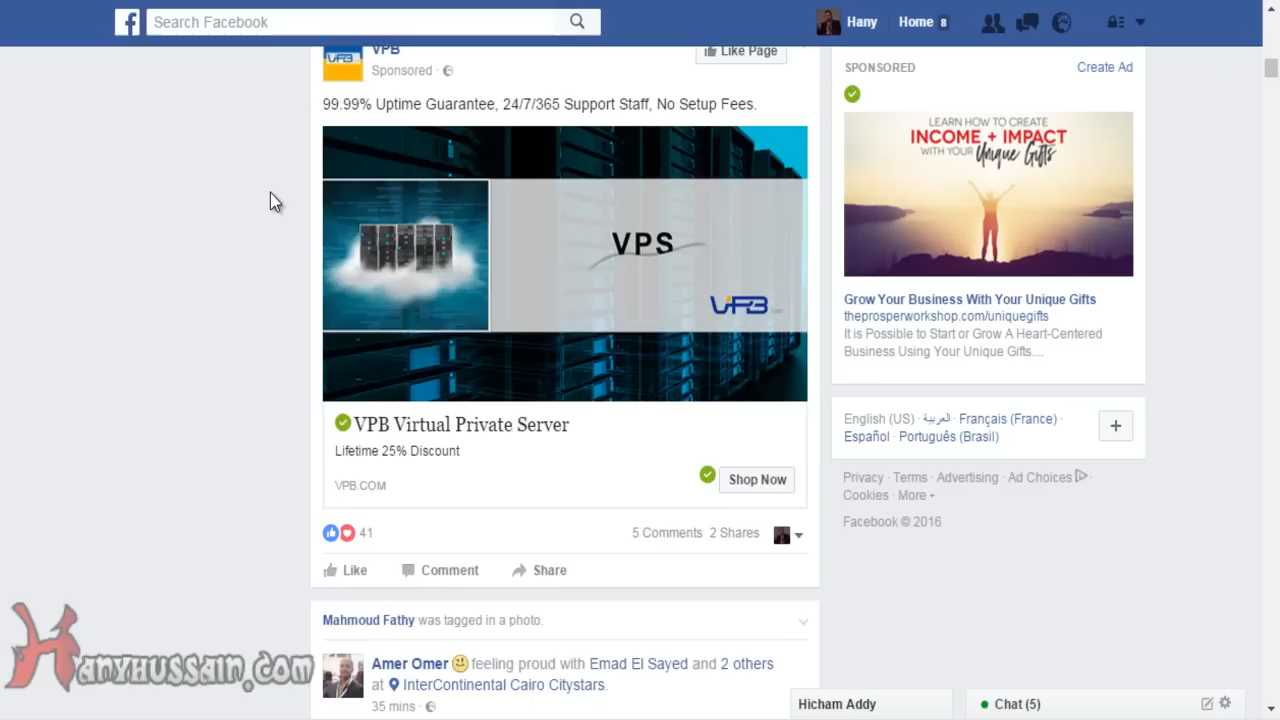 Search Facebook
Hany
Home 8
VPB
Sponsored ·
Like Page
99.99% Uptime Guarantee, 24/7/365 Support Staff, No Setup Fees.
VPS
VPB
VPB Virtual Private Server
Lifetime 25% Discount
VPB.COM
Shop Now
41
5 Comments 2 Shares
Like
Comment
Share
Mahmoud Fathy was tagged in a photo.
Amer Omer feeling proud with Emad El Sayed and 2 others
at InterContinental Cairo Citystars.
35 mins ·
SPONSORED
Create Ad
LEARN HOW TO CREATE
INCOME + IMPACT
WITH YOUR Unique Gifts
Grow Your Business With Your Unique Gifts
theprosperworkshop.com/uniquegifts
It is Possible to Start or Grow A Heart-Centered
Business Using Your Unique Gifts....
English (US) · العربية · Français (France) ·
Español · Português (Brasil)
+
Privacy · Terms · Advertising · Ad Choices ·
Cookies · More
Facebook © 2016
Hicham Addy
Chat (5)
HanyHussain.com